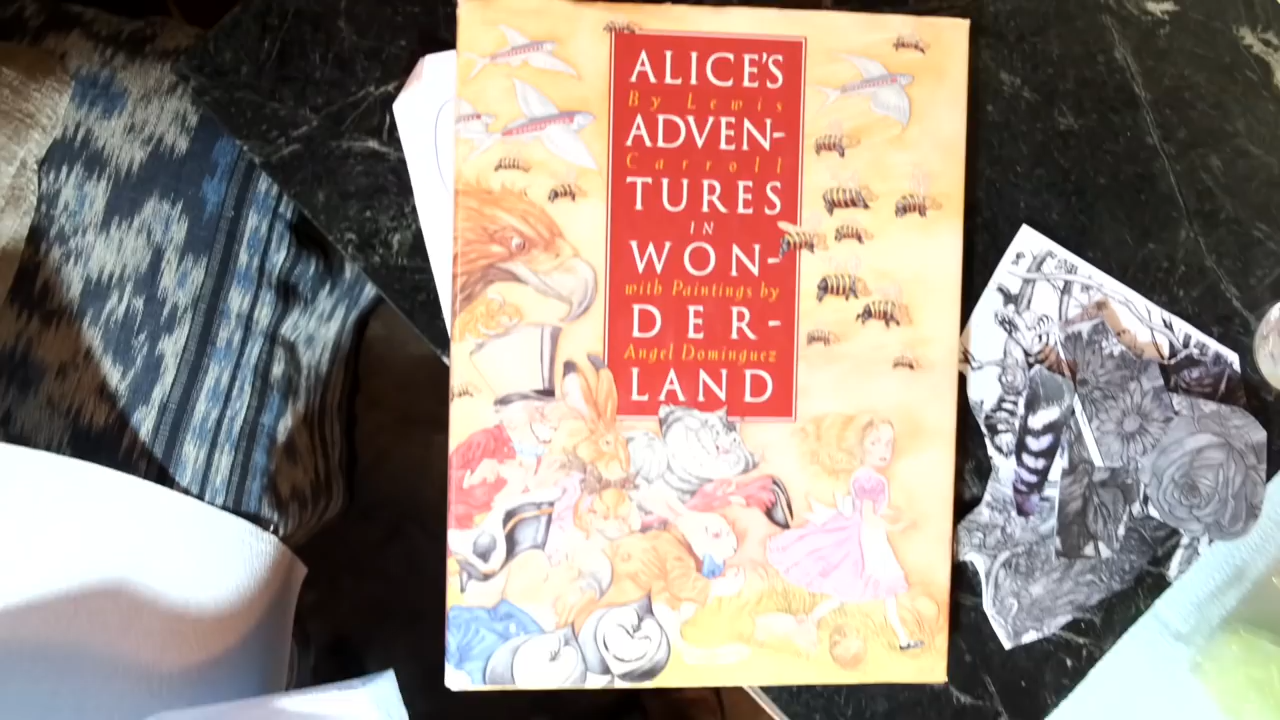 ALICE'S
By Lewis
ADVEN-
Carroll
TURES
IN
WON-
with Paintings by
DER-
Angel Dominguez
LAND